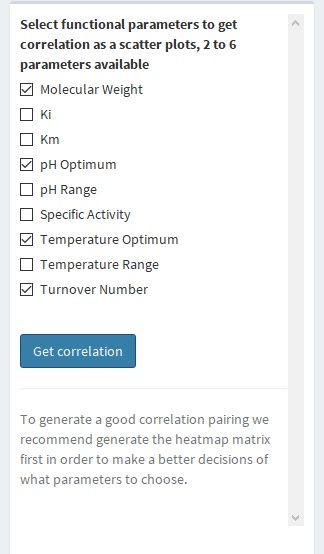 Select functional parameters to get
correlation as a scatter plots, 2 to 6
parameters available
Molecular Weight
Ki
Km
pH Optimum
pH Range
Specific Activity
Temperature Optimum
Temperature Range
Turnover Number
Get correlation
To generate a good correlation pairing we
recommend generate the heatmap matrix
first in order to make a better decisions of
what parameters to choose.